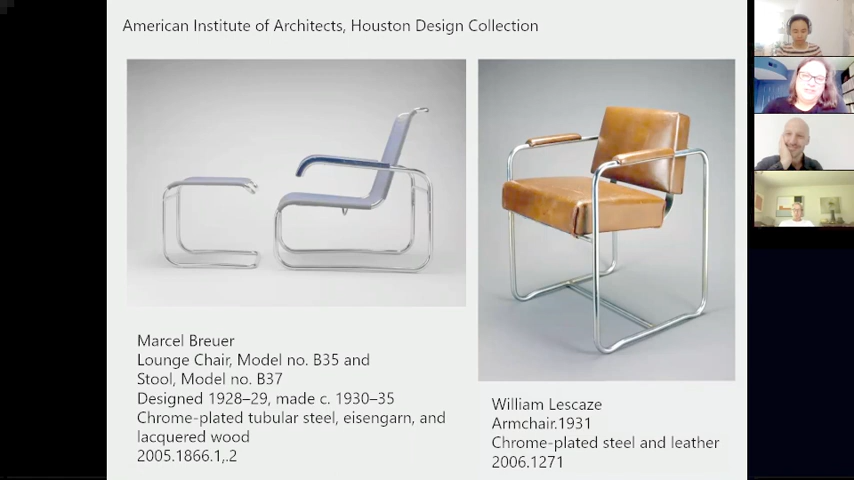 American Institute of Architects, Houston Design Collection
Marcel Breuer
Lounge Chair, Model no. B35 and
Stool, Model no. B37
Designed 1928–29, made c. 1930–35
Chrome-plated tubular steel, eisengarn, and
lacquered wood
2005.1866.1,.2
William Lescaze
Armchair.1931
Chrome-plated steel and leather
2006.1271